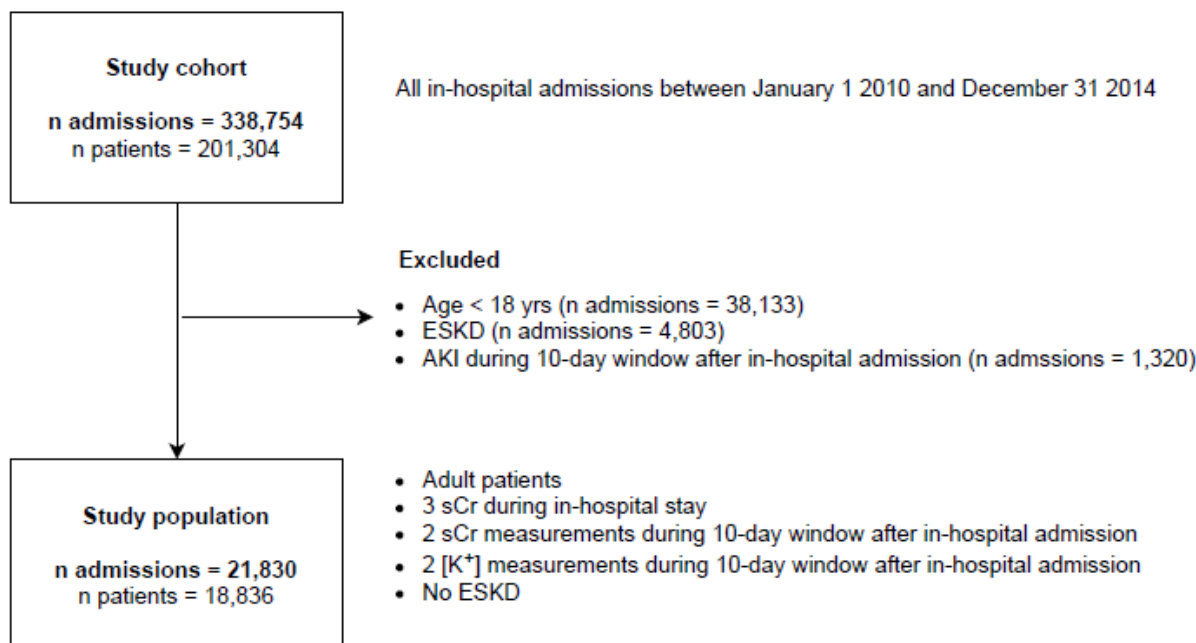 Study cohort
n admissions = 338,754
n patients = 201,304
All in-hospital admissions between January 1 2010 and December 31 2014
Excluded
• Age < 18 yrs (n admissions = 38,133)
• ESKD (n admissions = 4,803)
• AKI during 10-day window after in-hospital admission (n admssions = 1,320)
Study population
n admissions = 21,830
n patients = 18,836
• Adult patients
• 3 sCr during in-hospital stay
• 2 sCr measurements during 10-day window after in-hospital admission
• 2 [K⁺] measurements during 10-day window after in-hospital admission
• No ESKD